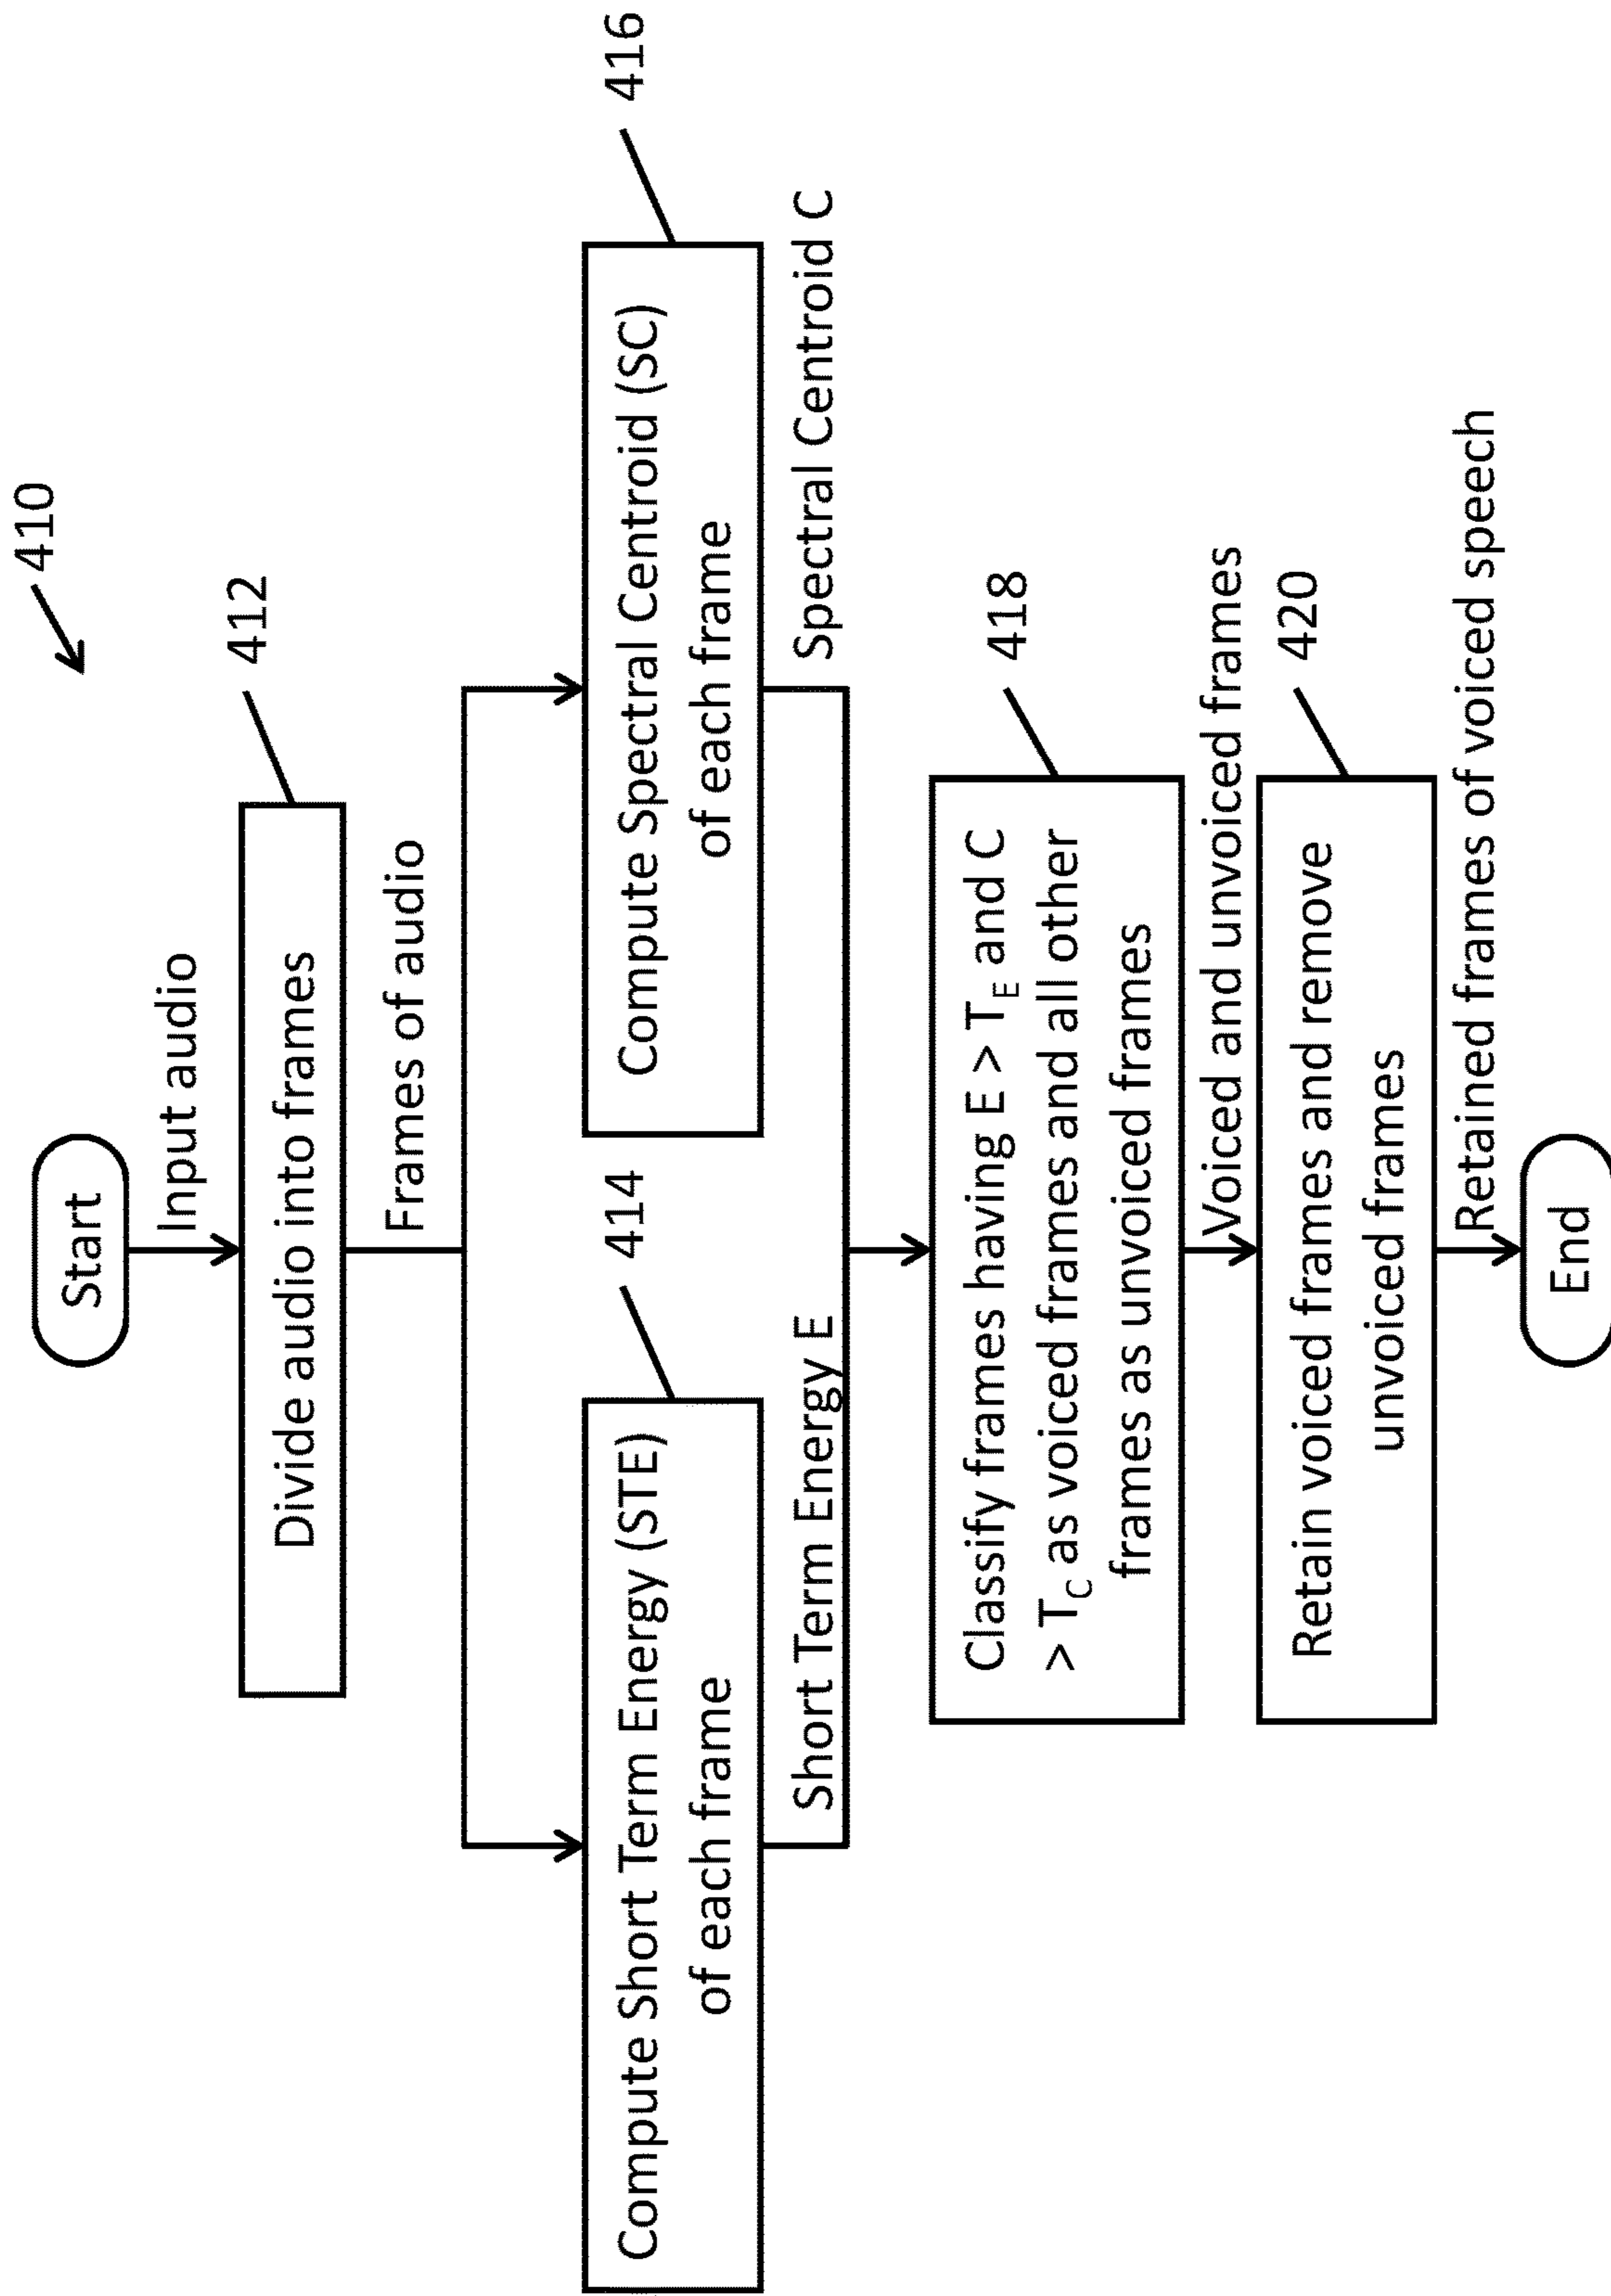 410
Start
Input audio
412
Divide audio into frames
Frames of audio
414
Compute Short Term Energy (STE)
of each frame
416
Compute Spectral Centroid (SC)
of each frame
Short Term Energy E
Spectral Centroid C
418
Classify frames having E > T_E and C
> T_C as voiced frames and all other
frames as unvoiced frames
Voiced and unvoiced frames
420
Retain voiced frames and remove
unvoiced frames
Retained frames of voiced speech
End